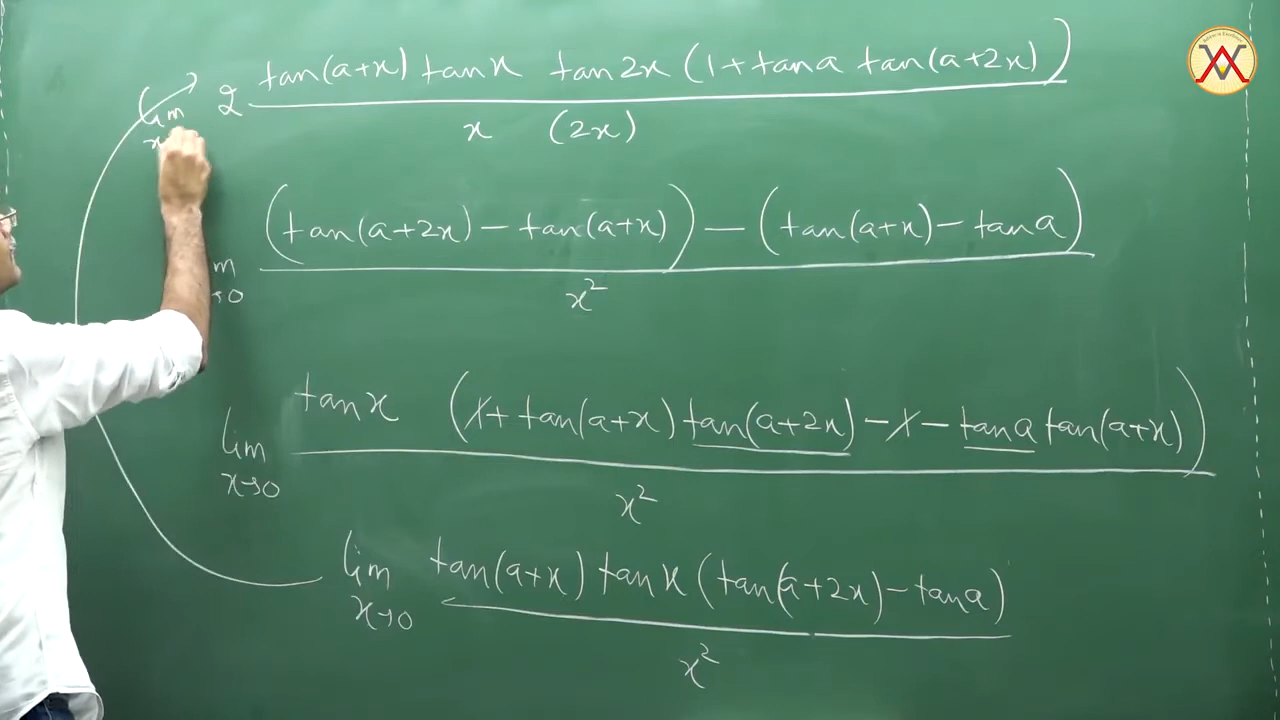 lim 2 tan(a+x) tan x tan 2x (1 + tan a tan(a+2x))
x x (2x)
(tan(a+2x) − tan(a+x)) − (tan(a+x) − tan a)
m
→0 x²
lim tan x (1 + tan(a+x) tan(a+2x) − 1 − tan a tan(a+x))
x→0 x²
lim tan(a+x) tan x (tan(a+2x) − tan a)
x→0 x²